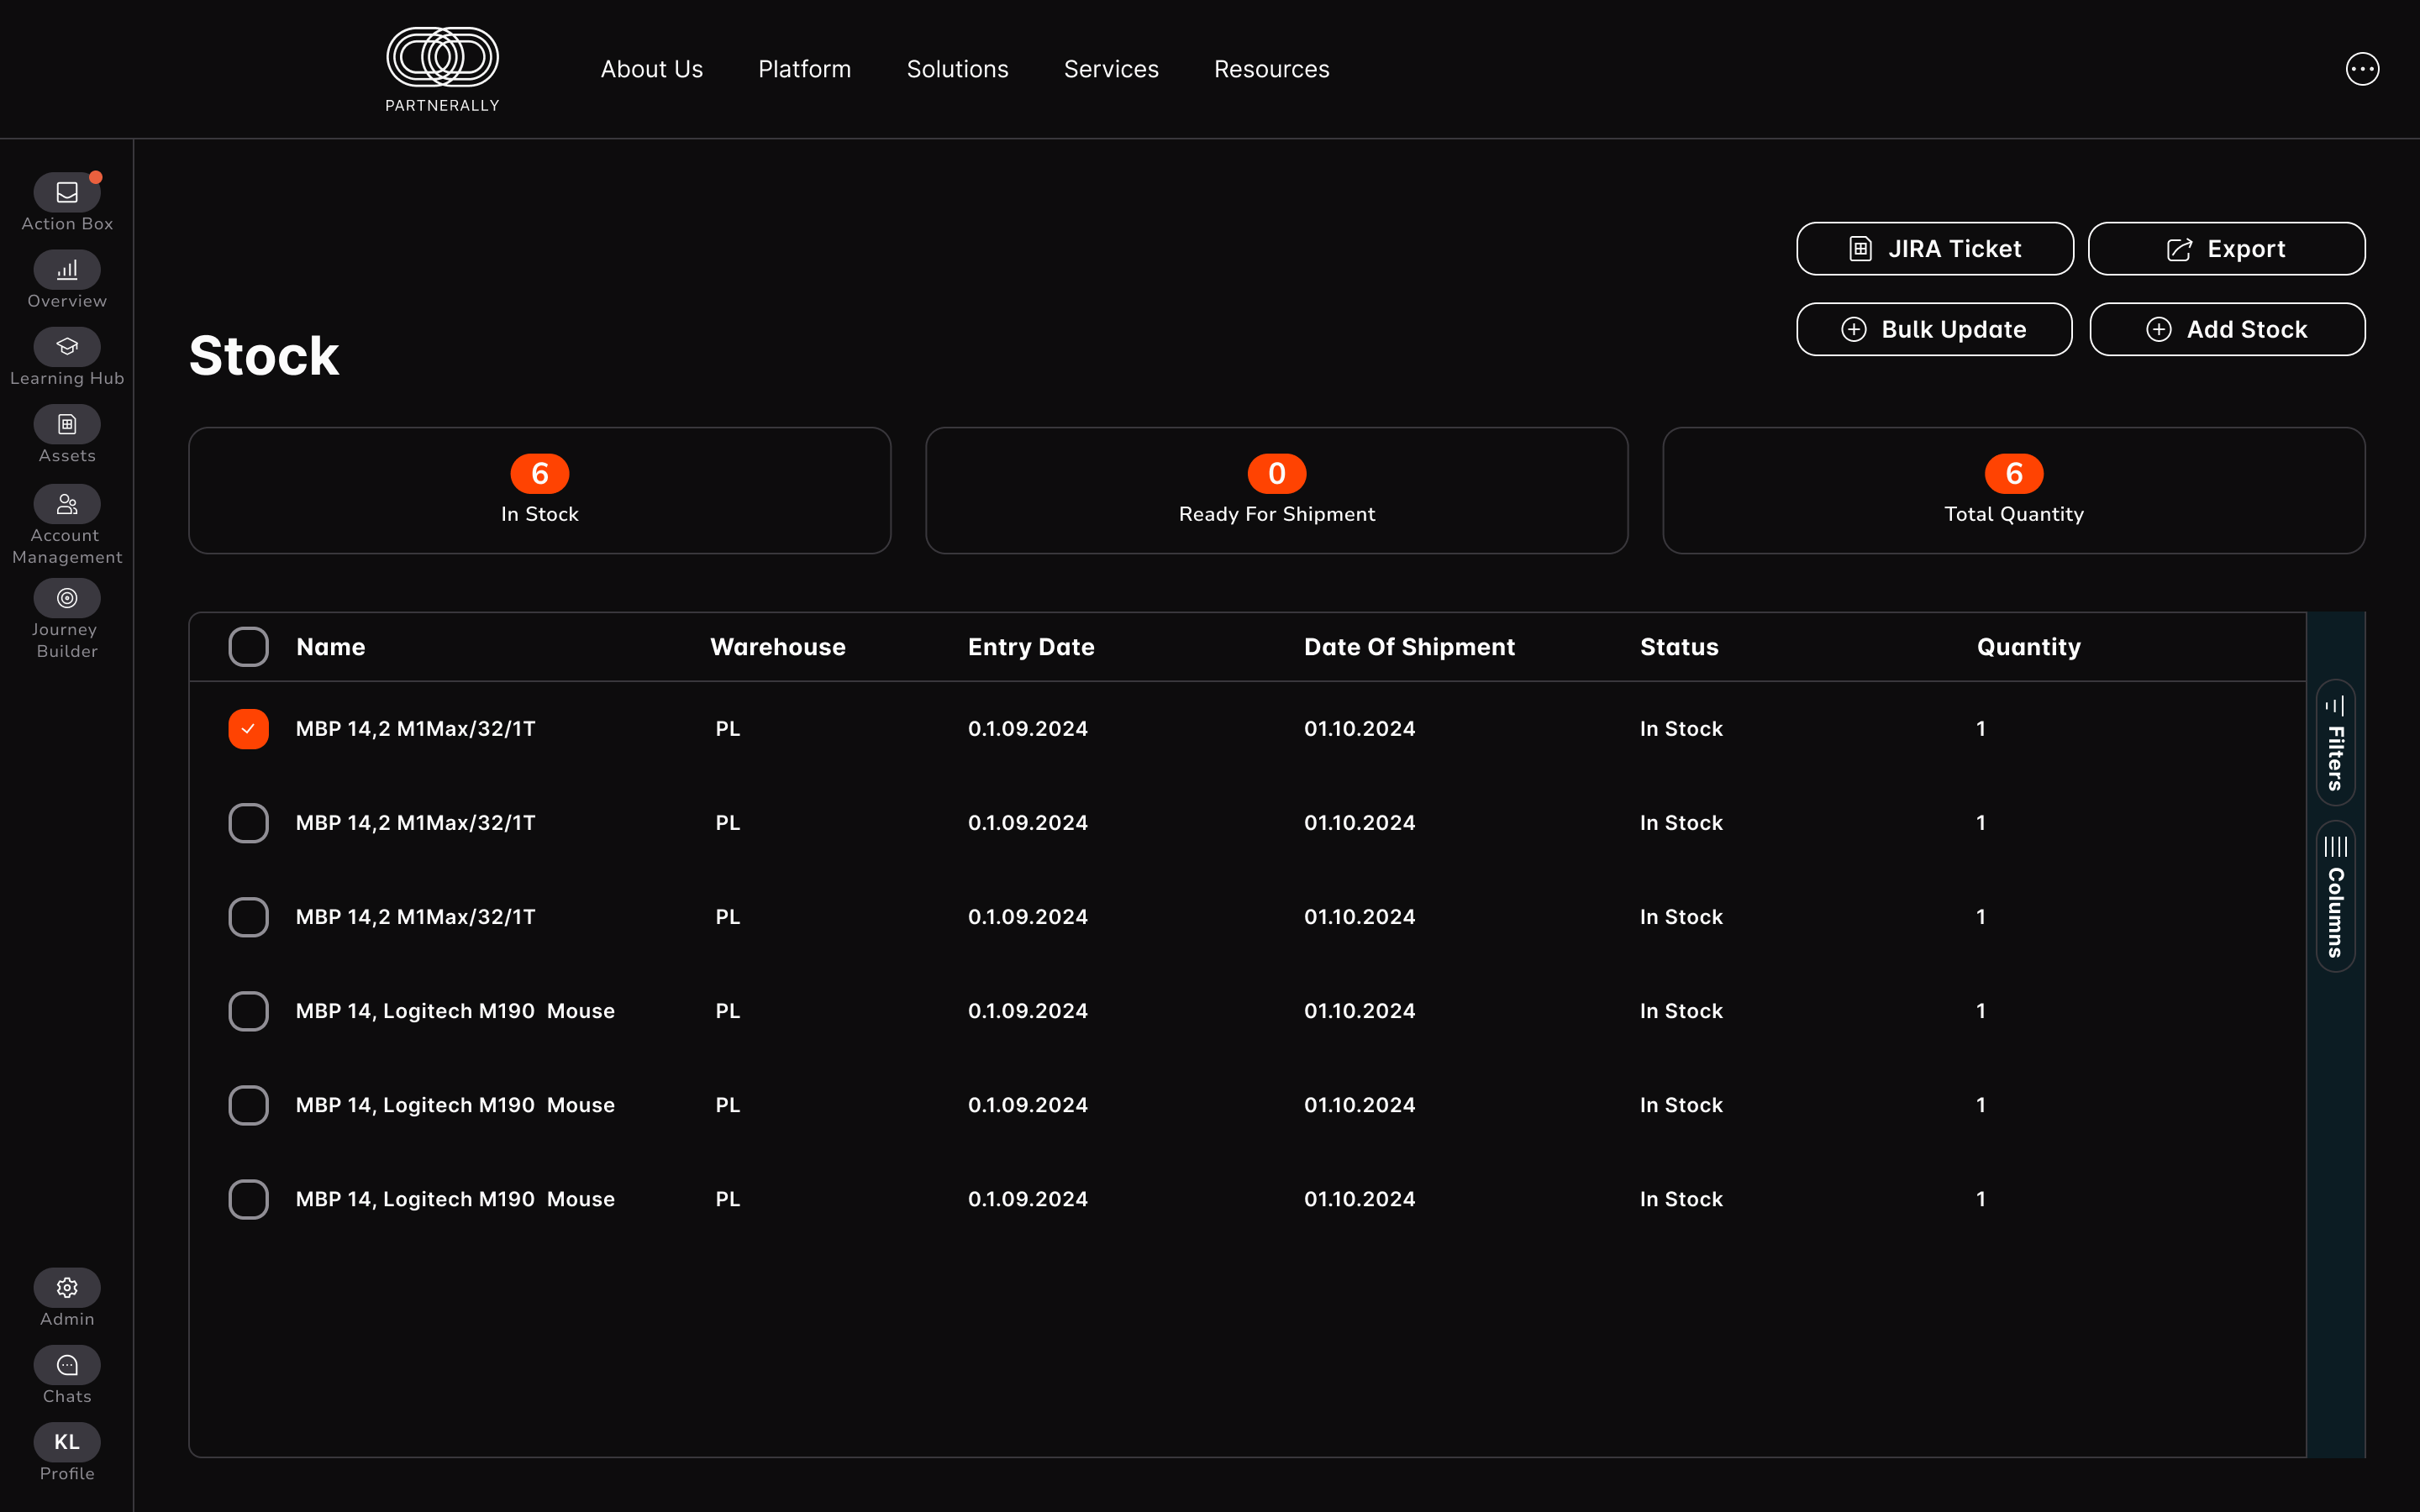 PARTNERALLY
About Us Platform Solutions Services Resources
Action Box
Overview
Learning Hub
Assets
Account
Management
Journey
Builder
Admin
Chats
KL
Profile
JIRA Ticket Export
Bulk Update Add Stock
Stock
6 0 6
In Stock Ready For Shipment Total Quantity
Name Warehouse Entry Date Date Of Shipment Status Quantity
MBP 14,2 M1Max/32/1T PL 0.1.09.2024 01.10.2024 In Stock 1
MBP 14,2 M1Max/32/1T PL 0.1.09.2024 01.10.2024 In Stock 1
MBP 14,2 M1Max/32/1T PL 0.1.09.2024 01.10.2024 In Stock 1
MBP 14, Logitech M190 Mouse PL 0.1.09.2024 01.10.2024 In Stock 1
MBP 14, Logitech M190 Mouse PL 0.1.09.2024 01.10.2024 In Stock 1
MBP 14, Logitech M190 Mouse PL 0.1.09.2024 01.10.2024 In Stock 1
Filters
Columns